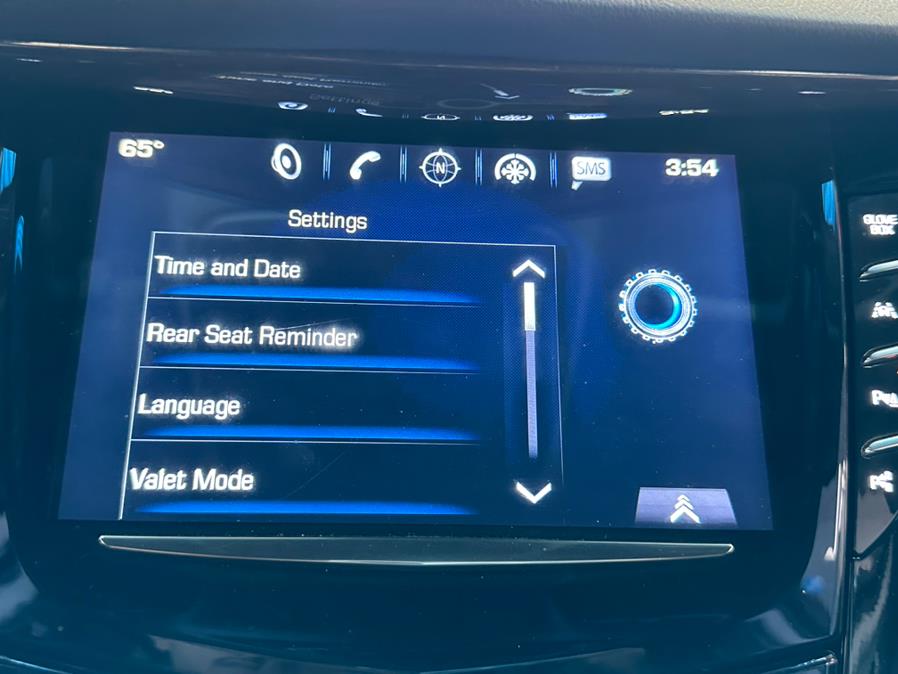 65°
N
SMS
3:54
Settings
Time and Date
Rear Seat Reminder
Language
Valet Mode
GLOVE
BOX